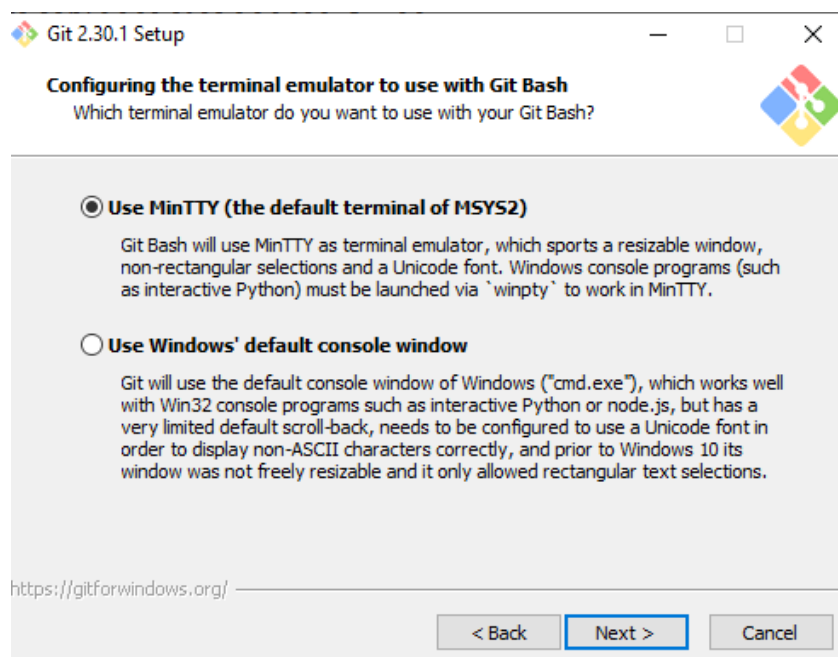 Git 2.30.1 Setup
Configuring the terminal emulator to use with Git Bash
Which terminal emulator do you want to use with your Git Bash?
Use MinTTY (the default terminal of MSYS2)
Git Bash will use MinTTY as terminal emulator, which sports a resizable window,
non-rectangular selections and a Unicode font. Windows console programs (such
as interactive Python) must be launched via `winpty` to work in MinTTY.
Use Windows' default console window
Git will use the default console window of Windows ("cmd.exe"), which works well
with Win32 console programs such as interactive Python or node.js, but has a
very limited default scroll-back, needs to be configured to use a Unicode font in
order to display non-ASCII characters correctly, and prior to Windows 10 its
window was not freely resizable and it only allowed rectangular text selections.
https://gitforwindows.org/
< Back Next > Cancel